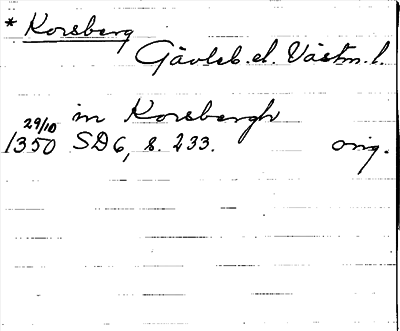 * Korsberg
Gävleb. el. Västm. l.
in Korsbergh
29/10
1350 SD6, s. 233. orig.